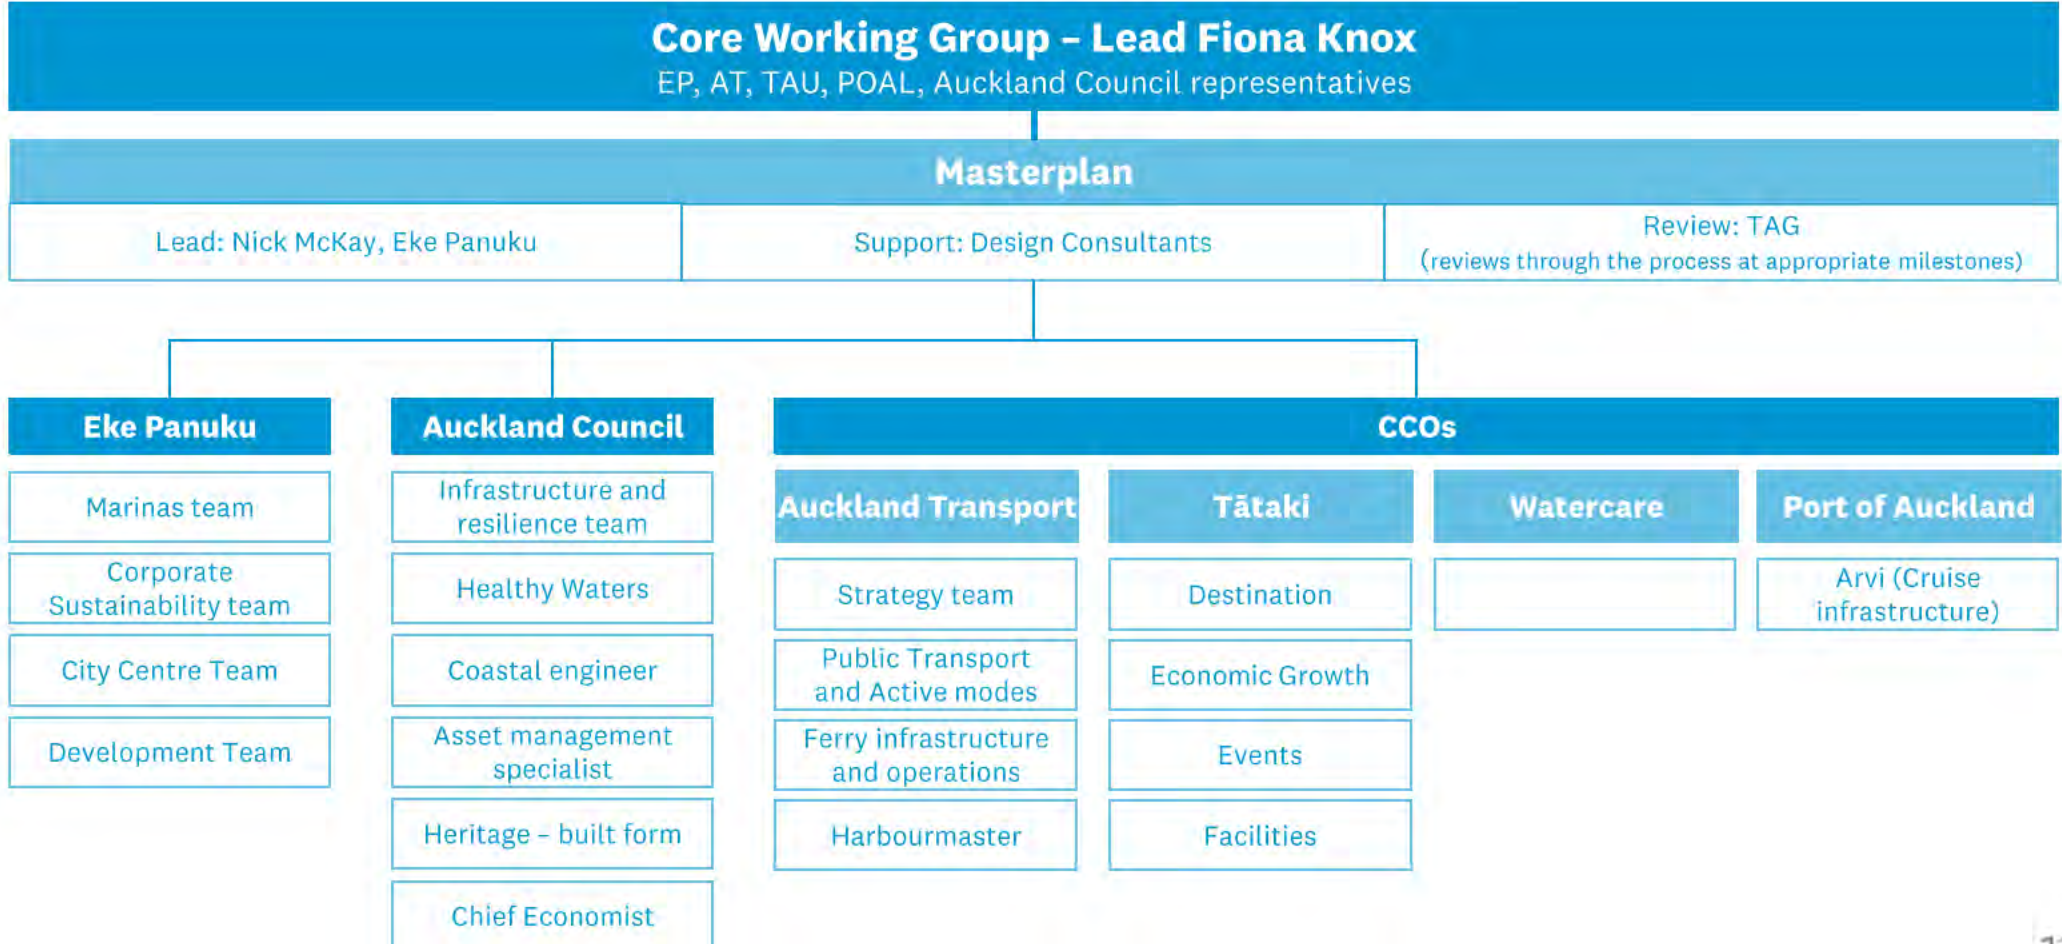 Core Working Group – Lead Fiona Knox
EP, AT, TAU, POAL, Auckland Council representatives
Masterplan
Lead: Nick McKay, Eke Panuku
Support: Design Consultants
Review: TAG
(reviews through the process at appropriate milestones)
Eke Panuku
Marinas team
Corporate
Sustainability team
City Centre Team
Development Team
Auckland Council
Infrastructure and
resilience team
Healthy Waters
Coastal engineer
Asset management
specialist
Heritage – built form
Chief Economist
CCOs
Auckland Transport
Strategy team
Public Transport
and Active modes
Ferry infrastructure
and operations
Harbourmaster
Tātaki
Destination
Economic Growth
Events
Facilities
Watercare
Port of Auckland
Arvi (Cruise
infrastructure)